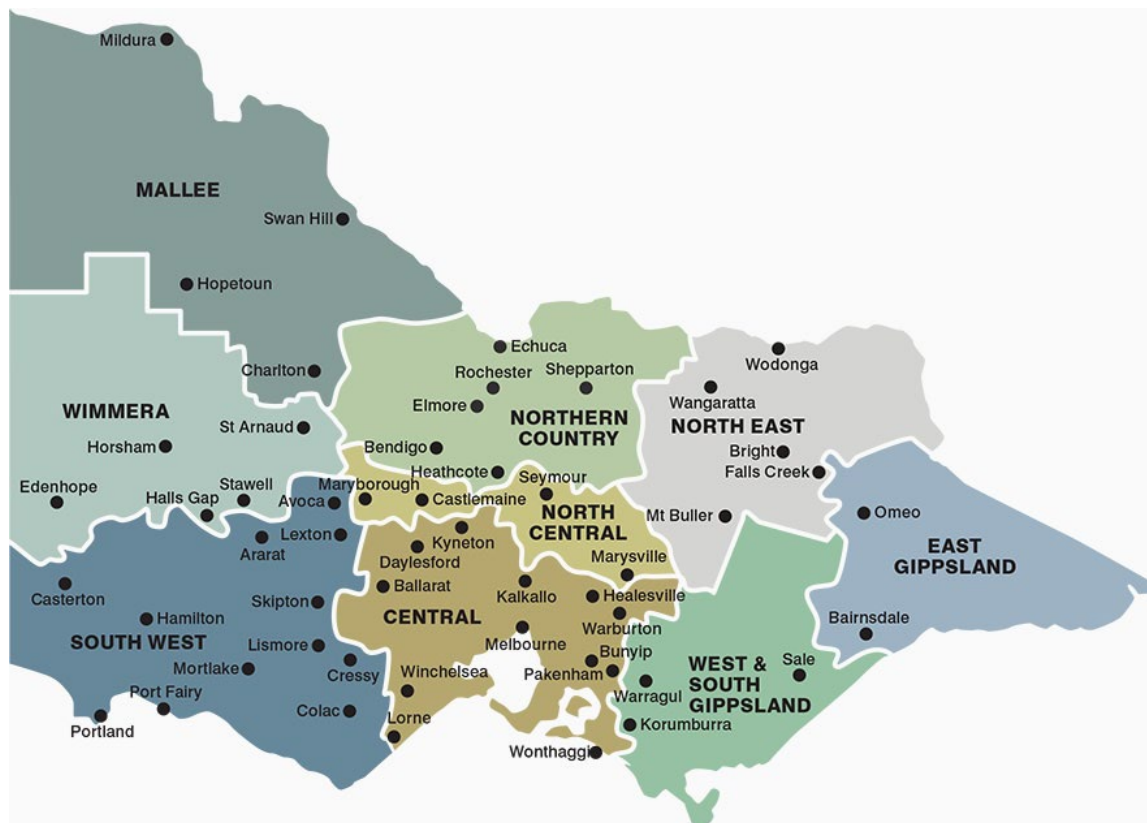 Mildura
MALLEE
Swan Hill
Hopetoun
Charlton
Echuca
Rochester
Shepparton
Elmore
NORTHERN
COUNTRY
Bendigo
Heathcote
Wodonga
Wangaratta
NORTH EAST
Bright
Falls Creek
Mt Buller
WIMMERA
St Arnaud
Horsham
Edenhope
Halls Gap
Stawell
Avoca
Maryborough
Castlemaine
Seymour
NORTH
CENTRAL
Marysville
Omeo
EAST
GIPPSLAND
Bairnsdale
Lexton
Ararat
Casterton
Hamilton
Skipton
SOUTH WEST
Lismore
Mortlake
Cressy
Port Fairy
Portland
Colac
Kyneton
Daylesford
Ballarat
CENTRAL
Kalkallo
Healesville
Warburton
Melbourne
Bunyip
Pakenham
Winchelsea
Lorne
Wonthaggi
WEST &
SOUTH
GIPPSLAND
Sale
Warragul
Korumburra